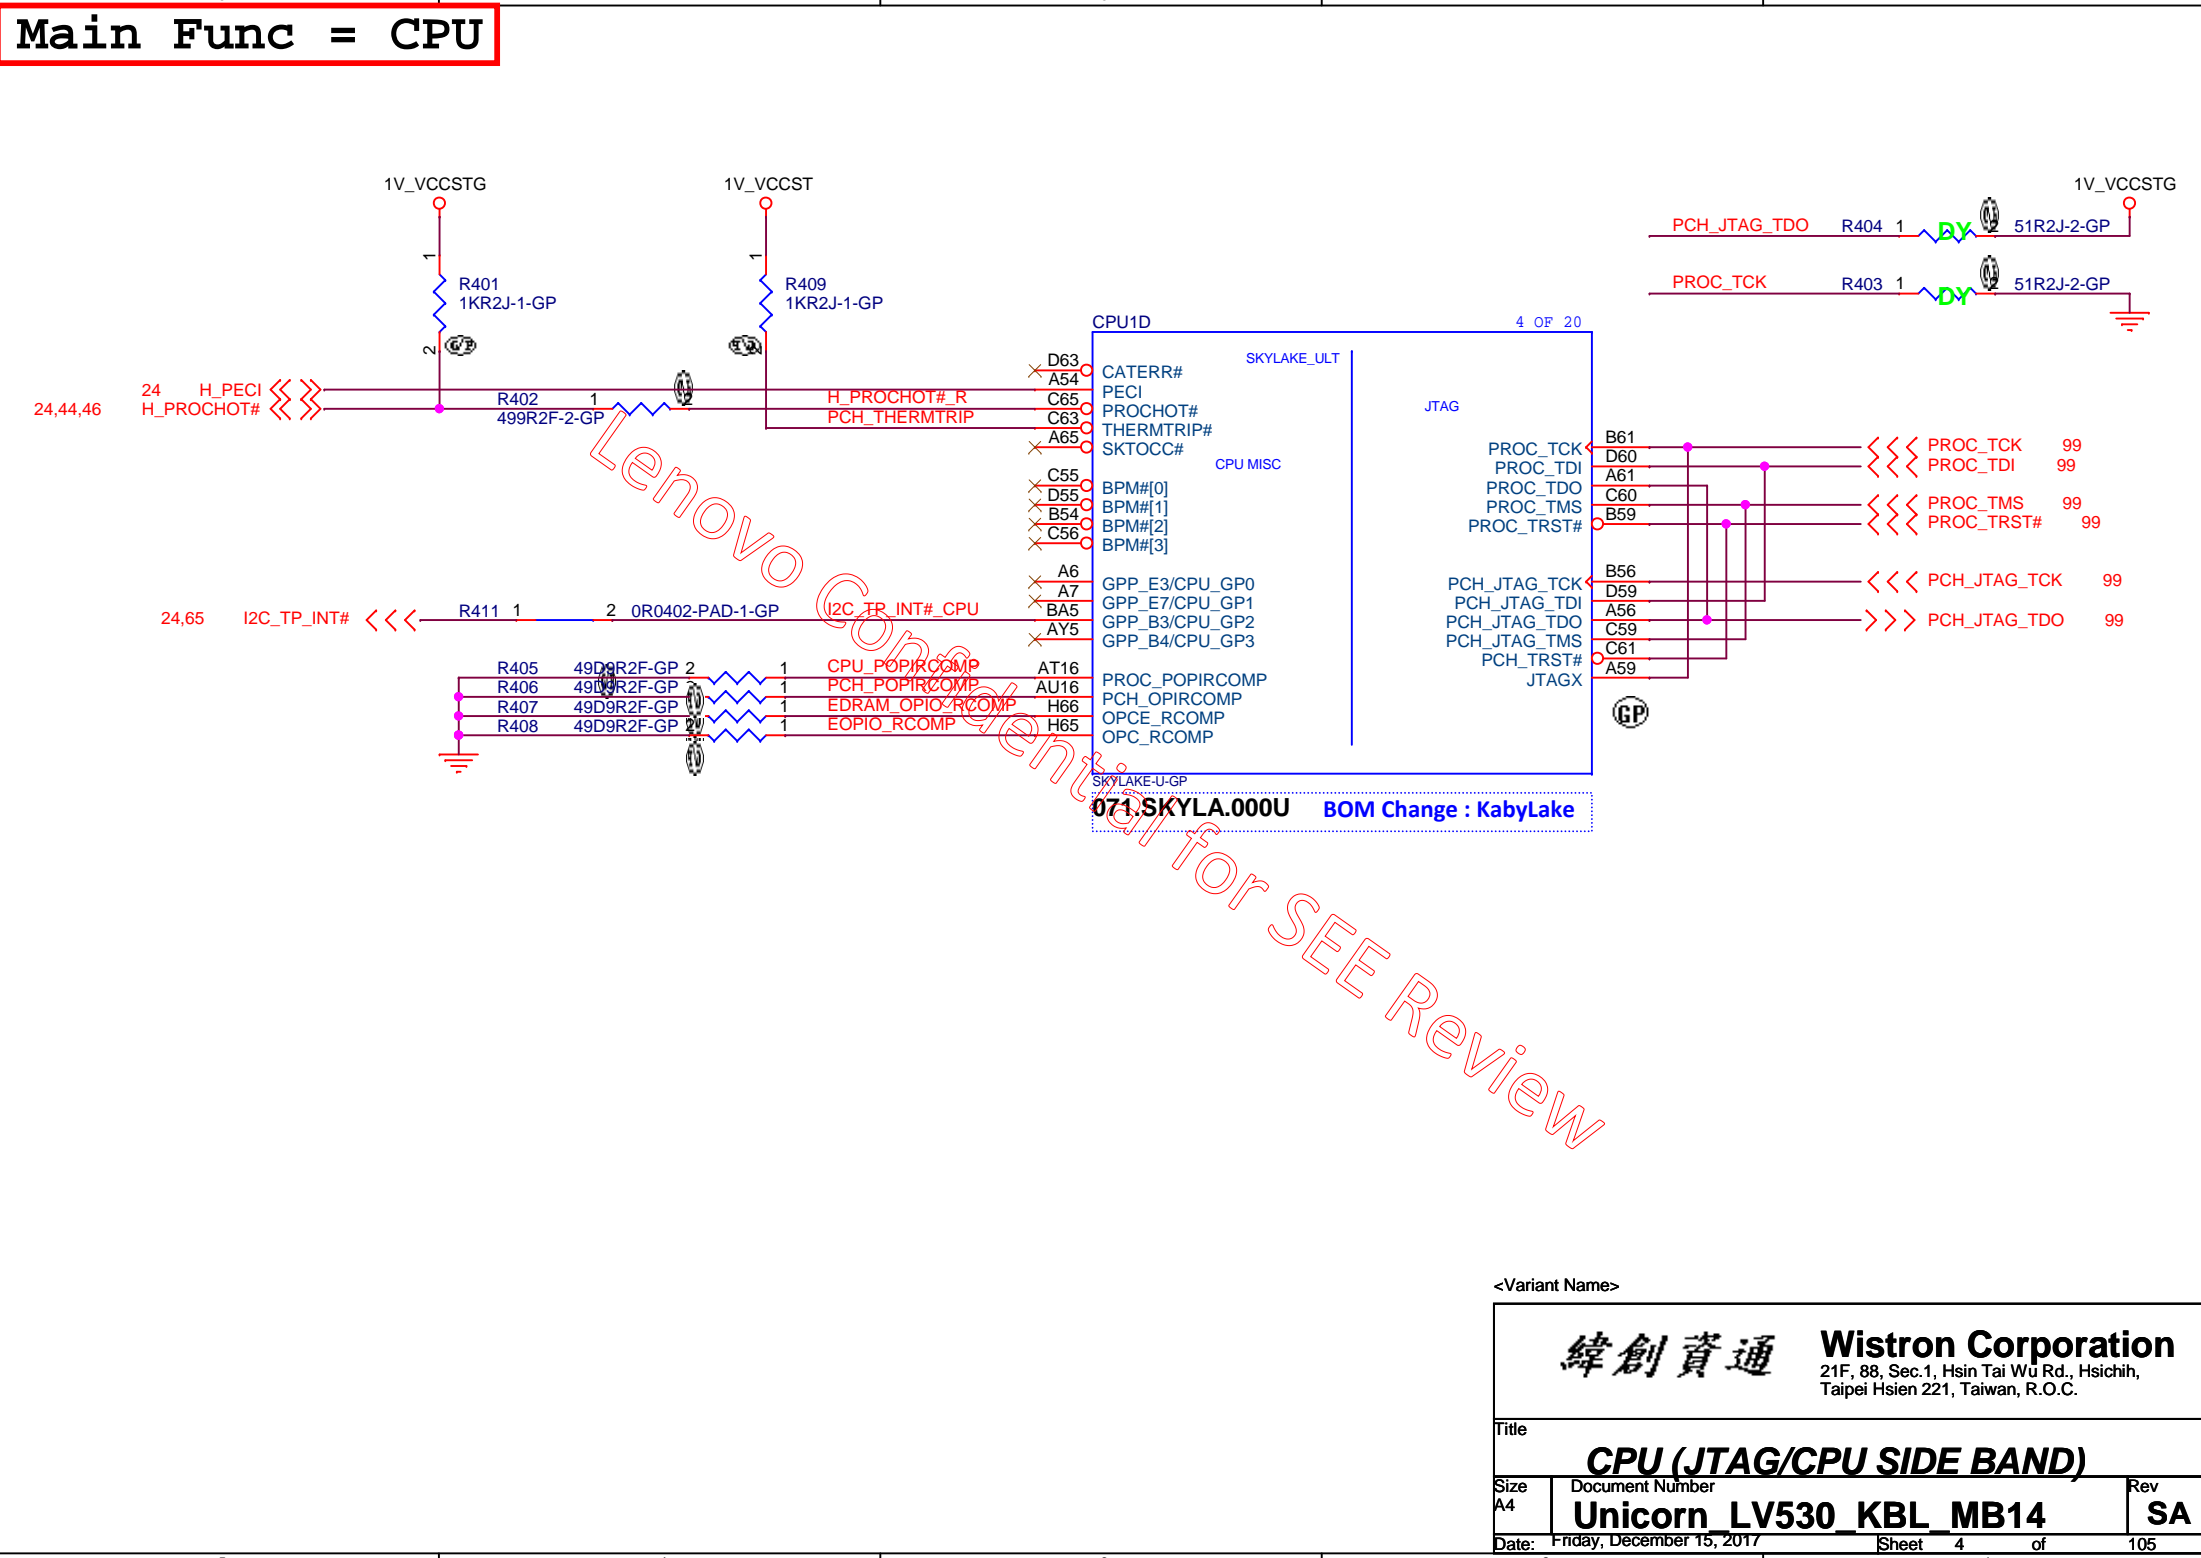 Main Func = CPU
1V_VCCSTG
1V_VCCST
1V_VCCSTG
PCH_JTAG_TDO R404 1 DY 2 51R2J-2-GP
PROC_TCK R403 1 DY 2 51R2J-2-GP
1
R401
1KR2J-1-GP
2
1
R409
1KR2J-1-GP
2
CPU1D 4 OF 20
SKYLAKE_ULT
JTAG
CPU MISC
24 H_PECI
24,44,46 H_PROCHOT#
R402 1 2
499R2F-2-GP
H_PROCHOT#_R
PCH_THERMTRIP
D63 CATERR#
A54 PECI
C65 PROCHOT#
C63 THERMTRIP#
A65 SKTOCC#
C55 BPM#[0]
D55 BPM#[1]
B54 BPM#[2]
C56 BPM#[3]
A6 GPP_E3/CPU_GP0
A7 GPP_E7/CPU_GP1
24,65 I2C_TP_INT# R411 1 2 0R0402-PAD-1-GP I2C_TP_INT#_CPU BA5 GPP_B3/CPU_GP2
AY5 GPP_B4/CPU_GP3
R405 49D9R2F-GP 2 1 CPU_POPIRCOMP AT16 PROC_POPIRCOMP
R406 49D9R2F-GP 1 PCH_POPIRCOMP AU16 PCH_OPIRCOMP
R407 49D9R2F-GP 1 EDRAM_OPIO_RCOMP H66 OPCE_RCOMP
R408 49D9R2F-GP 2 1 EOPIO_RCOMP H65 OPC_RCOMP
PROC_TCK B61 PROC_TCK 99
PROC_TDI D60 PROC_TDI 99
PROC_TDO A61
PROC_TMS C60 PROC_TMS 99
PROC_TRST# B59 PROC_TRST# 99
PCH_JTAG_TCK B56 PCH_JTAG_TCK 99
PCH_JTAG_TDI D59
PCH_JTAG_TDO A56 PCH_JTAG_TDO 99
PCH_JTAG_TMS C59
PCH_TRST# C61
JTAGX A59
GP
SKYLAKE-U-GP
071.SKYLA.000U BOM Change : KabyLake
Lenovo Confidential for SEE Review
<Variant Name>
緯創資通 Wistron Corporation
21F, 88, Sec.1, Hsin Tai Wu Rd., Hsichih,
Taipei Hsien 221, Taiwan, R.O.C.
Title
CPU (JTAG/CPU SIDE BAND)
Size Document Number Rev
A4 Unicorn_LV530_KBL_MB14 SA
Date: Friday, December 15, 2017 Sheet 4 of 105